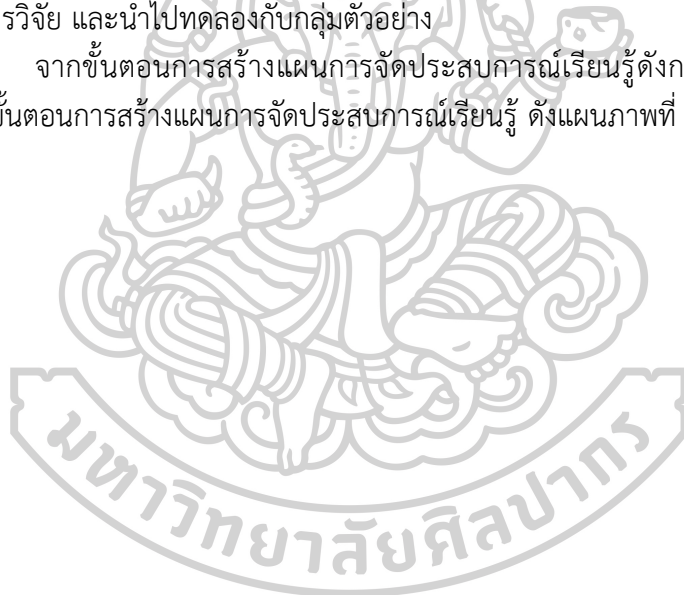 รวิจัย และนำไปทดลองกับกลุ่มตัวอย่าง
จากขั้นตอนการสร้างแผนการจัดประสบการณ์เรียนรู้ดังก
ขั้นตอนการสร้างแผนการจัดประสบการณ์เรียนรู้ ดังแผนภาพที่
มหาวิทยาลัยศิลปากร